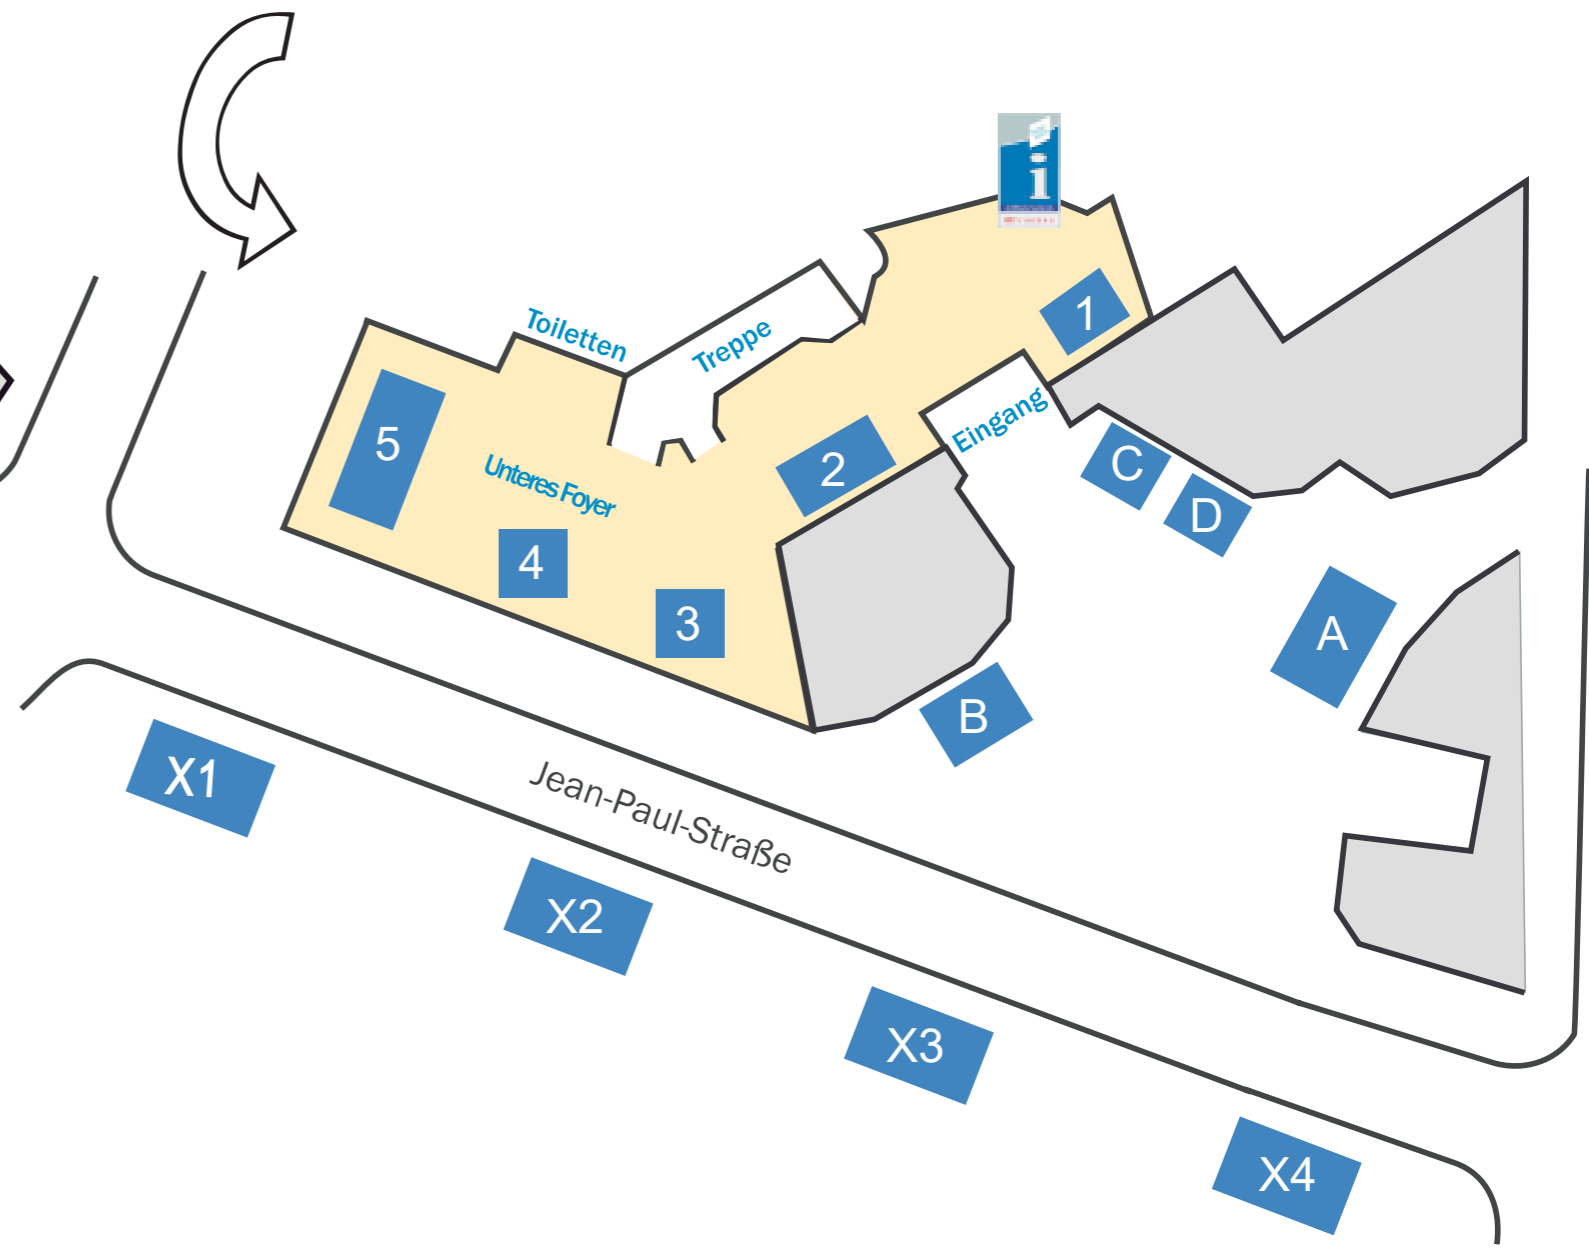 i
1
Toiletten
Treppe
Eingang
5
2
C
Unteres Foyer
D
4
3
A
B
X1
Jean-Paul-Straße
X2
X3
X4